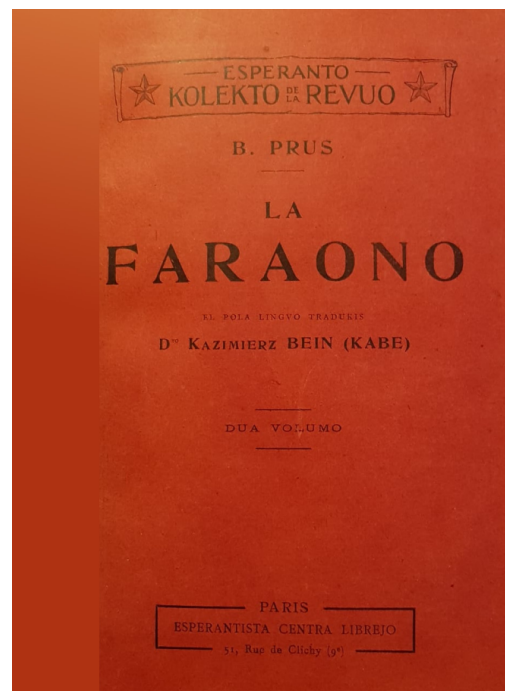 ESPERANTO
KOLEKTO DE LA REVUO
B. PRUS
LA
FARAONO
EL POLA LINGVO TRADUKIS
Dro KAZIMIERZ BEIN (KABE)
DUA VOLUMO
PARIS
ESPERANTISTA CENTRA LIBREJO
51, Rue de Clichy (9e)